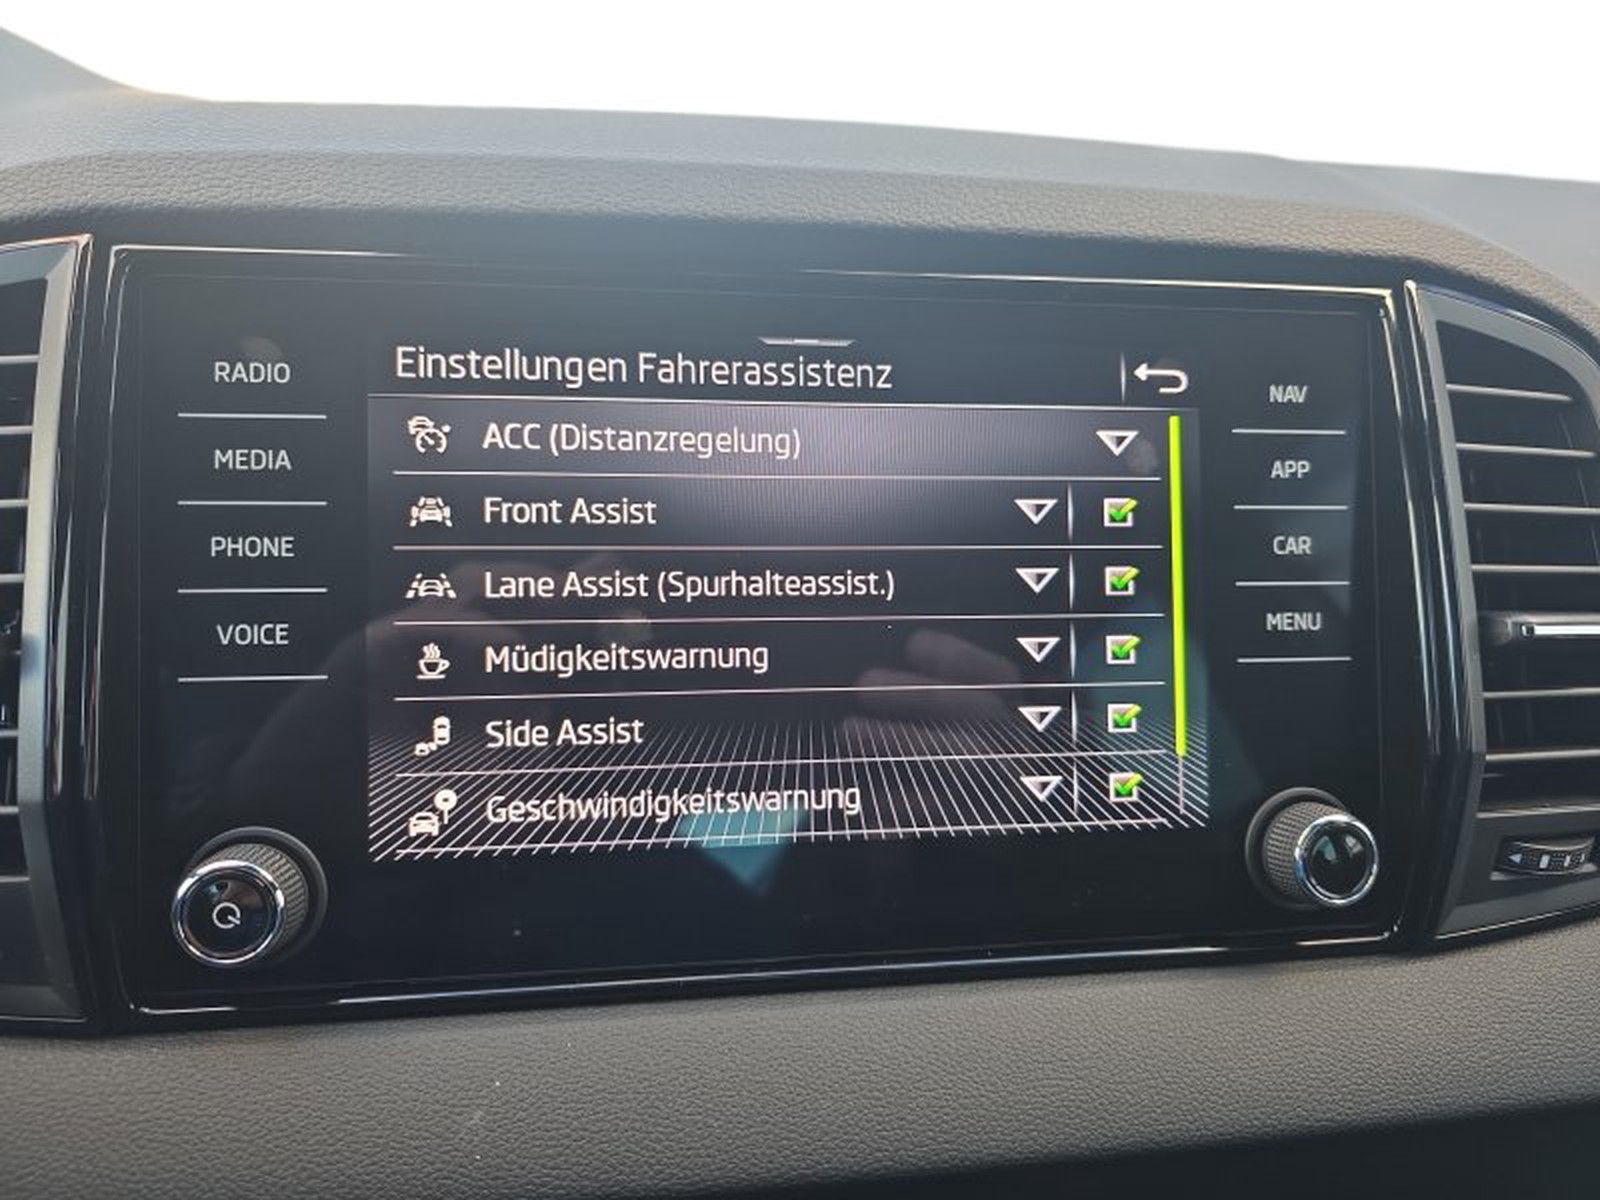 RADIO
MEDIA
PHONE
VOICE
Einstellungen Fahrerassistenz
ACC (Distanzregelung)
Front Assist
Lane Assist (Spurhalteassist.)
Müdigkeitswarnung
Side Assist
Geschwindigkeitswarnung
NAV
APP
CAR
MENU